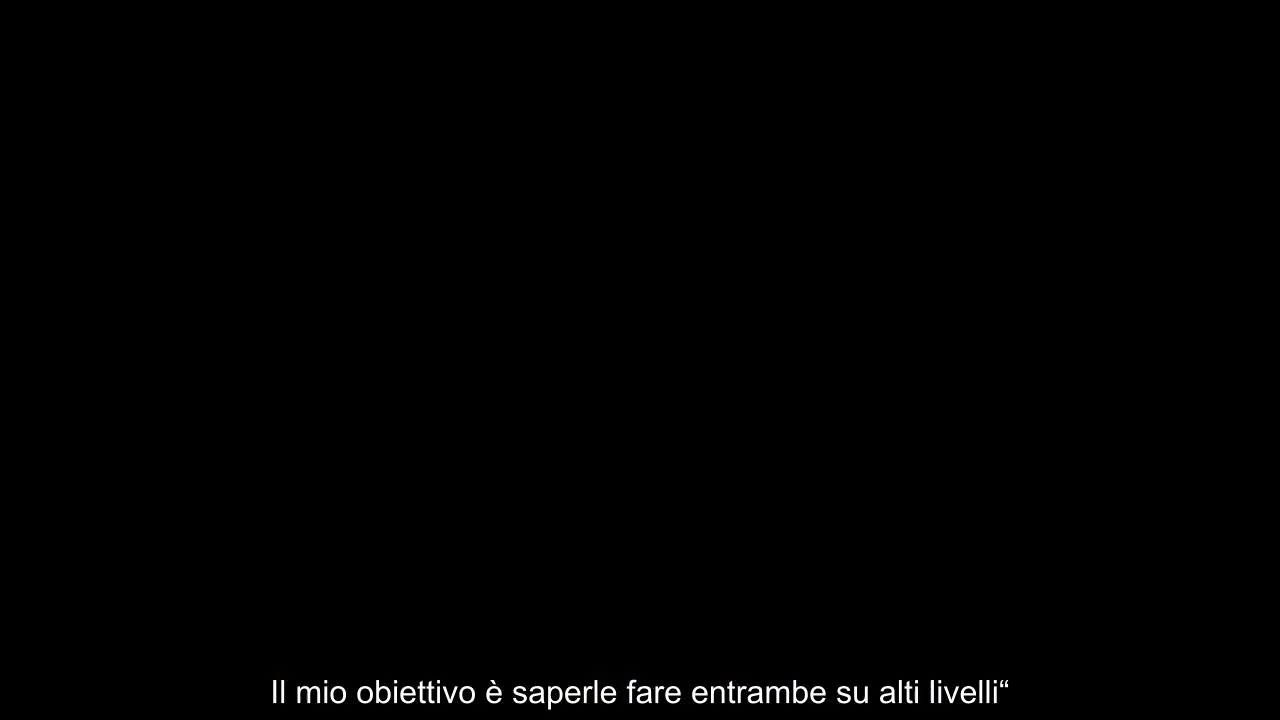 Il mio obiettivo è saperle fare entrambe su alti livelli“